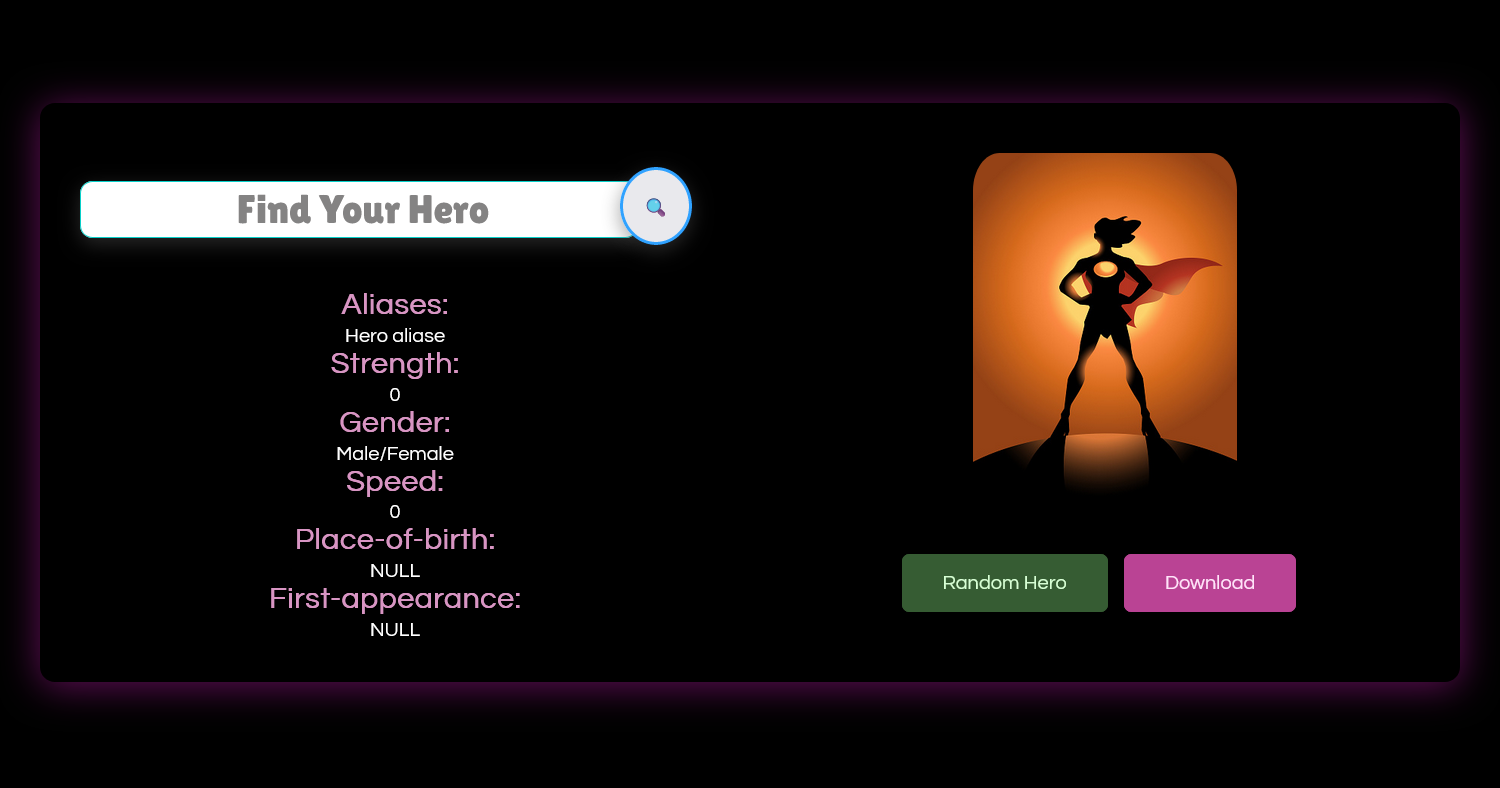 Find Your Hero
Aliases:
Hero aliase
Strength:
0
Gender:
Male/Female
Speed:
0
Place-of-birth:
NULL
First-appearance:
NULL
Random Hero
Download